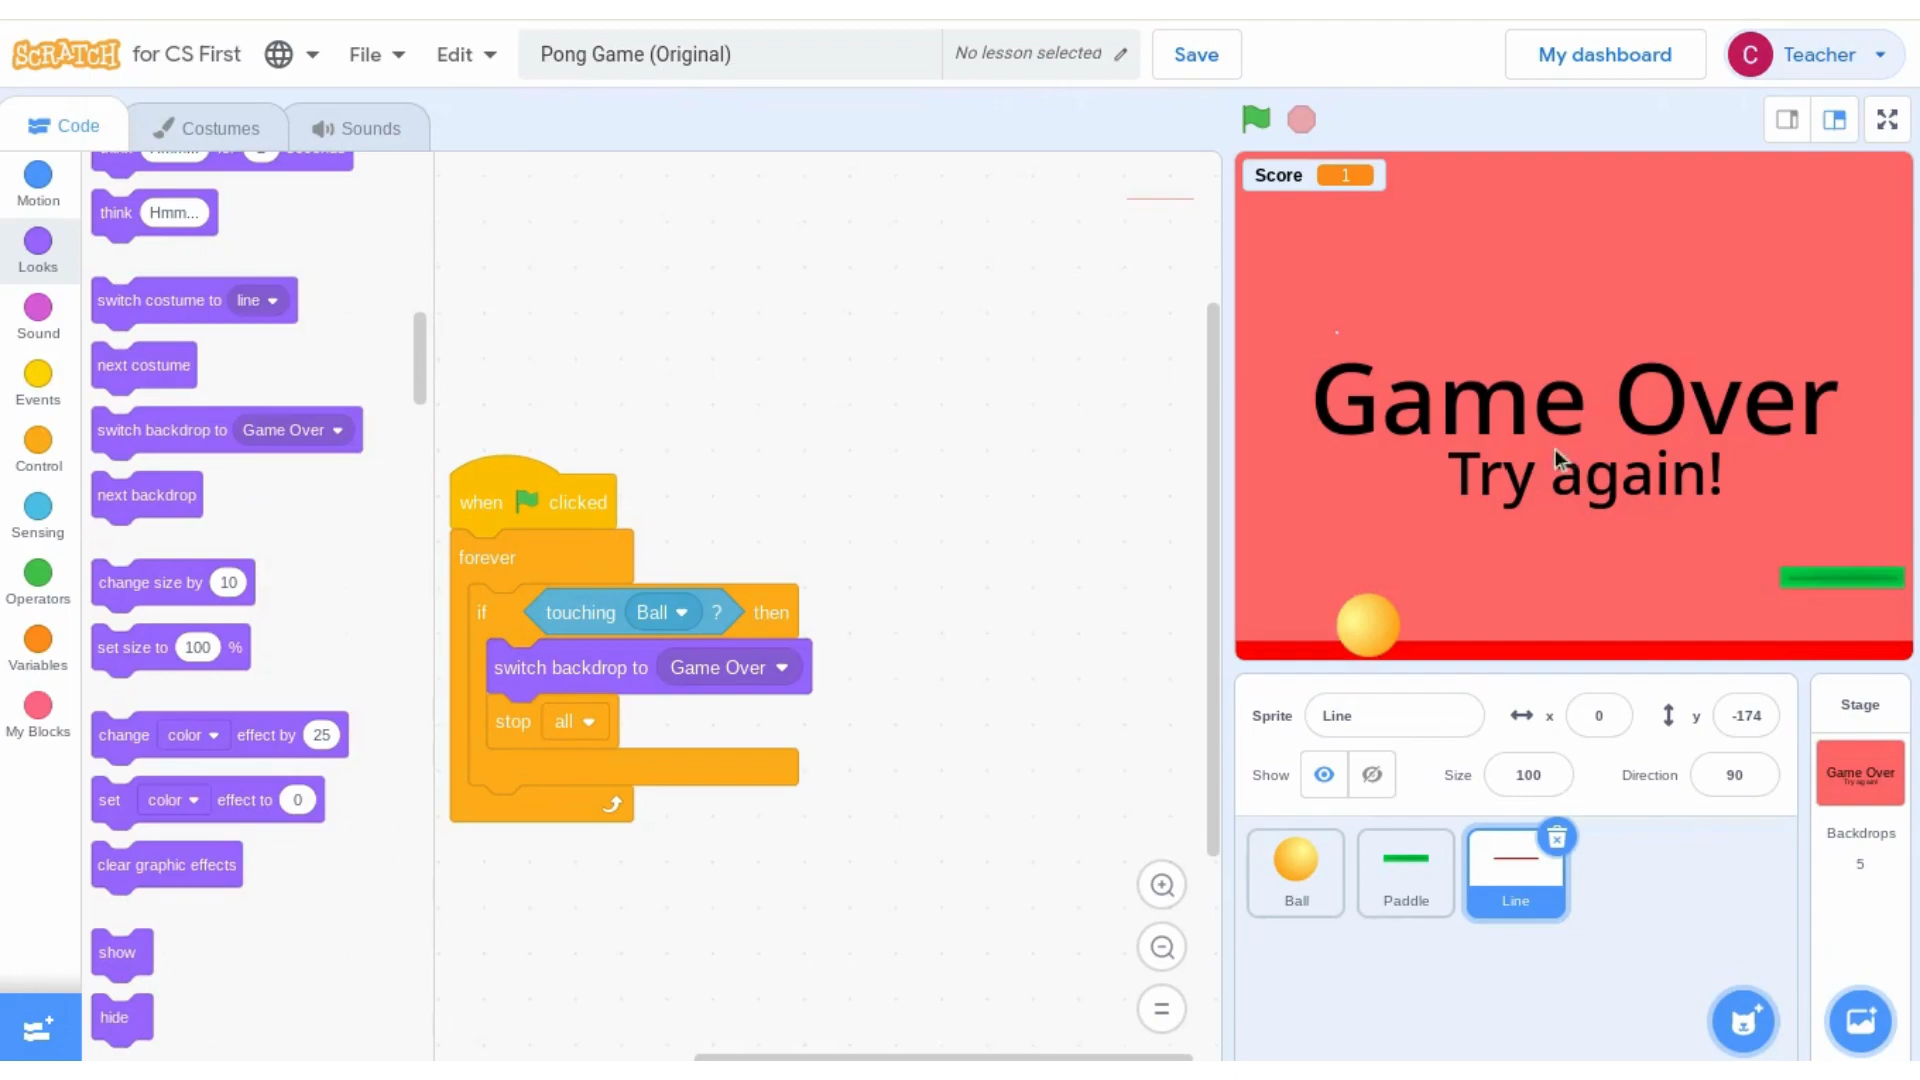 SCRATCH for CS First File Edit Pong Game (Original) No lesson selected Save My dashboard C Teacher
Code Costumes Sounds
Motion
Looks
Sound
Events
Control
Sensing
Operators
Variables
My Blocks
think Hmm...
switch costume to line
next costume
switch backdrop to Game Over
next backdrop
change size by 10
set size to 100 %
change color effect by 25
set color effect to 0
clear graphic effects
show
hide
when clicked
forever
if touching Ball ? then
switch backdrop to Game Over
stop all
Score 1
Game Over
Try again!
Sprite Line x 0 y -174
Show Size 100 Direction 90
Ball Paddle Line
Stage
Game Over
Try again!
Backdrops
5